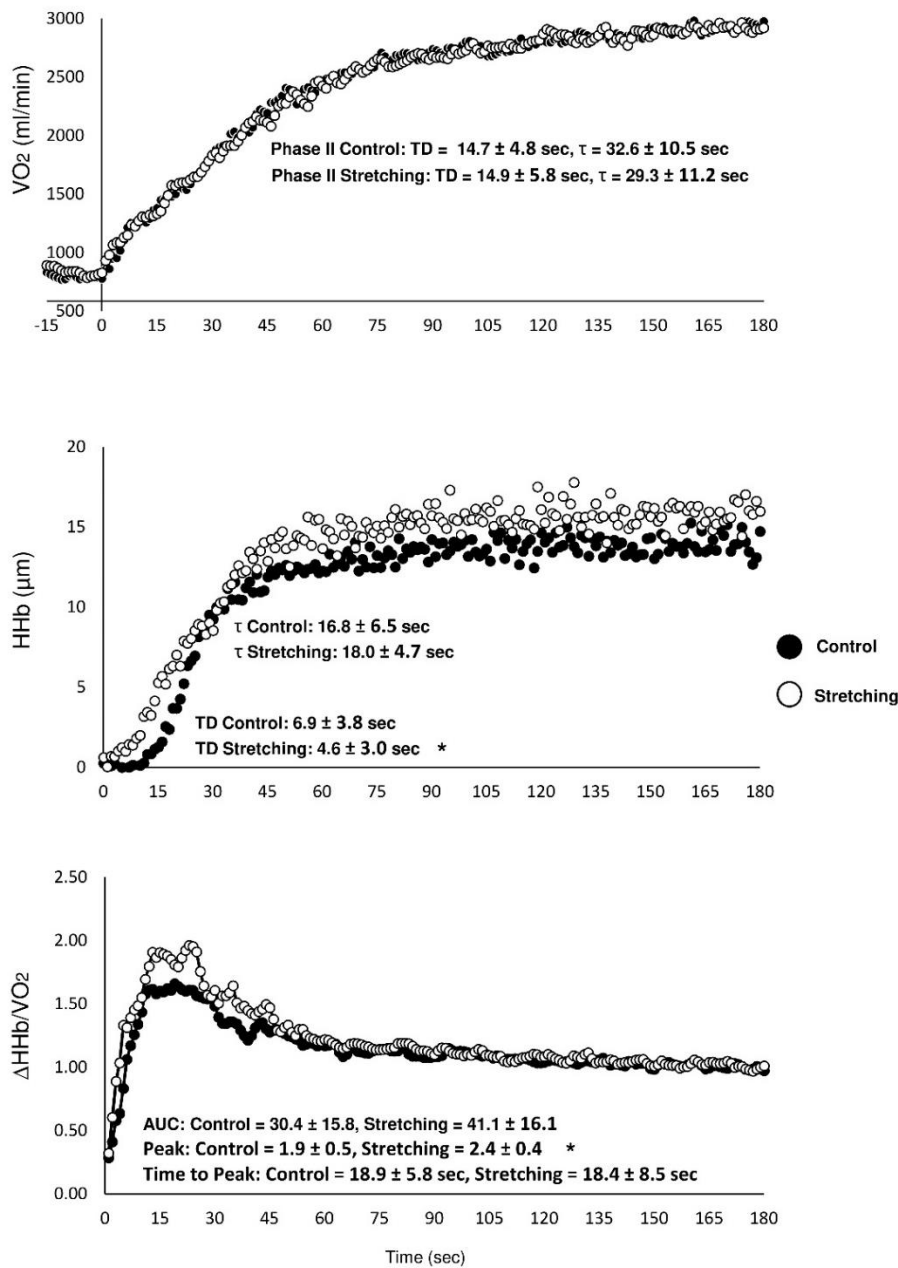 3000
2500
2000
1500
1000
500
VO2 (ml/min)
Phase II Control: TD = 14.7 ± 4.8 sec, τ = 32.6 ± 10.5 sec
Phase II Stretching: TD = 14.9 ± 5.8 sec, τ = 29.3 ± 11.2 sec
-15 0 15 30 45 60 75 90 105 120 135 150 165 180
20
15
10
5
0
HHb (μm)
τ Control: 16.8 ± 6.5 sec
τ Stretching: 18.0 ± 4.7 sec
TD Control: 6.9 ± 3.8 sec
TD Stretching: 4.6 ± 3.0 sec *
0 15 30 45 60 75 90 105 120 135 150 165 180
Control
Stretching
2.50
2.00
1.50
1.00
0.50
0.00
ΔHHb/VO2
AUC: Control = 30.4 ± 15.8, Stretching = 41.1 ± 16.1
Peak: Control = 1.9 ± 0.5, Stretching = 2.4 ± 0.4 *
Time to Peak: Control = 18.9 ± 5.8 sec, Stretching = 18.4 ± 8.5 sec
0 15 30 45 60 75 90 105 120 135 150 165 180
Time (sec)